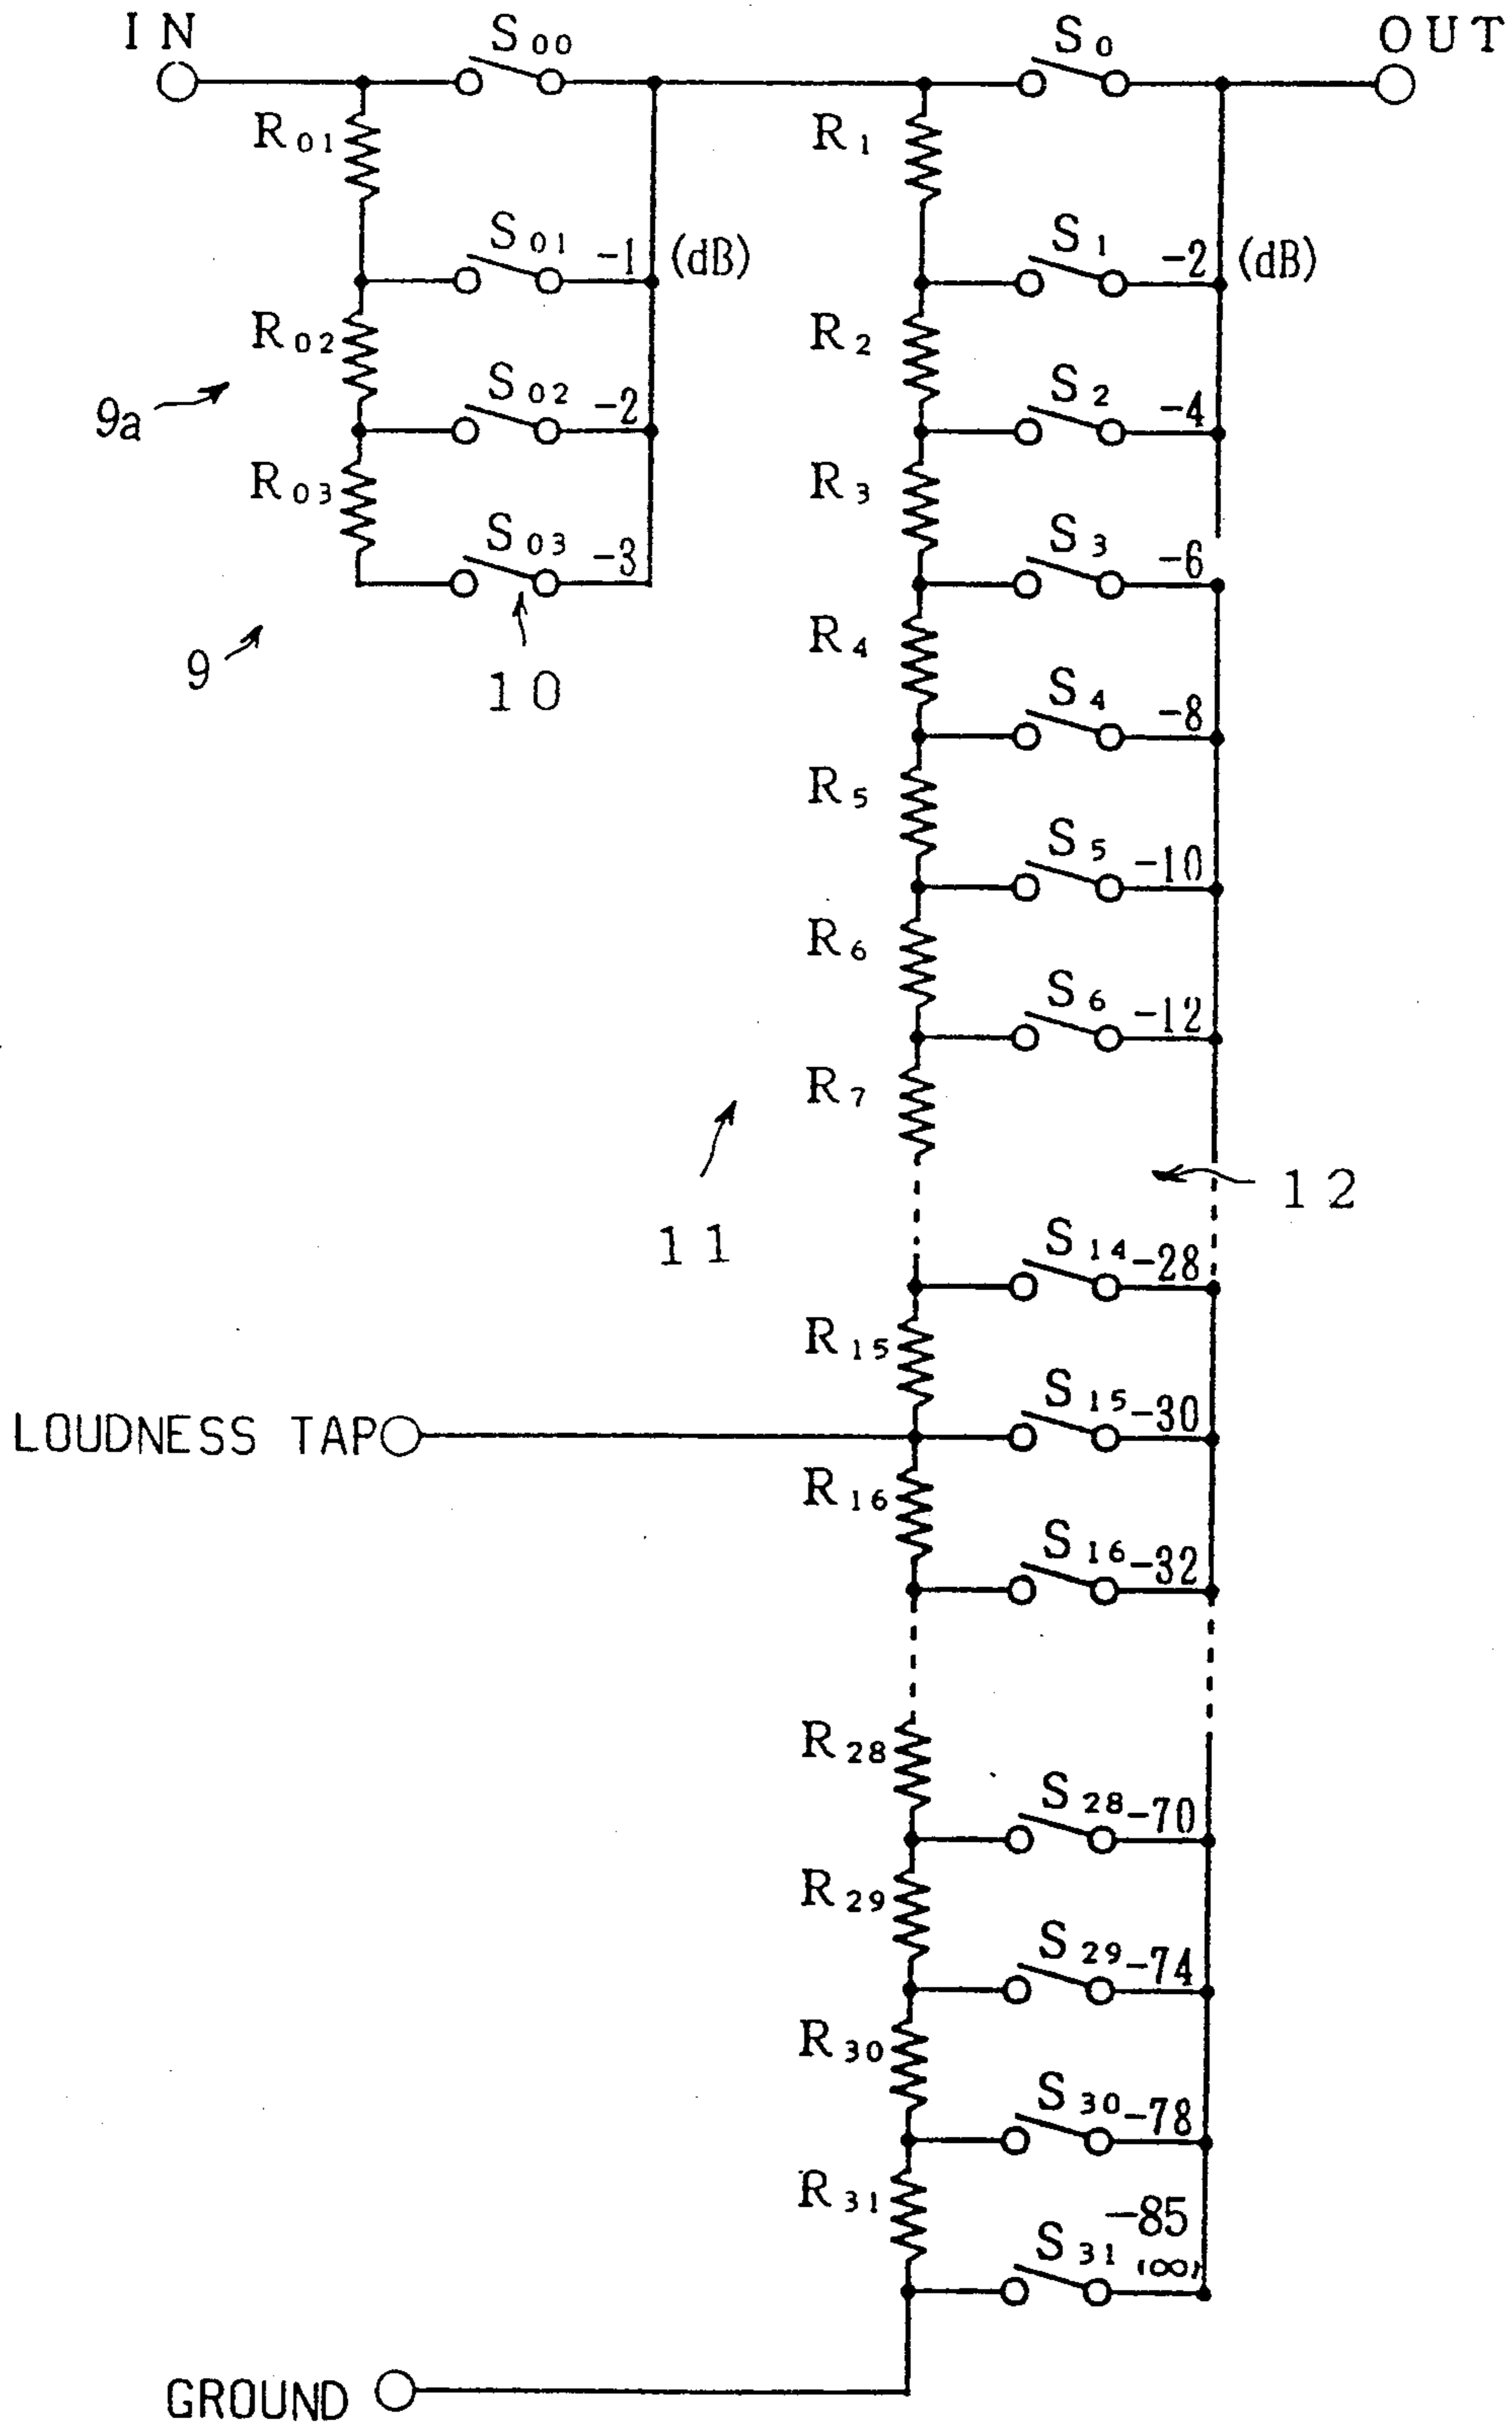 IN S00 S0 OUT
R01 R1
S01 -1 (dB) S1 -2 (dB)
R02 R2
9a S02 -2 S2 -4
R03 R3
S03 -3 S3 -6
9 10 R4
S4 -8
R5
S5 -10
R6
S6 -12
R7
11 12
S14 -28
R15
LOUDNESS TAP S15 -30
R16
S16 -32
R28
S28 -70
R29
S29 -74
R30
S30 -78
R31
-85
S31 (∞)
GROUND